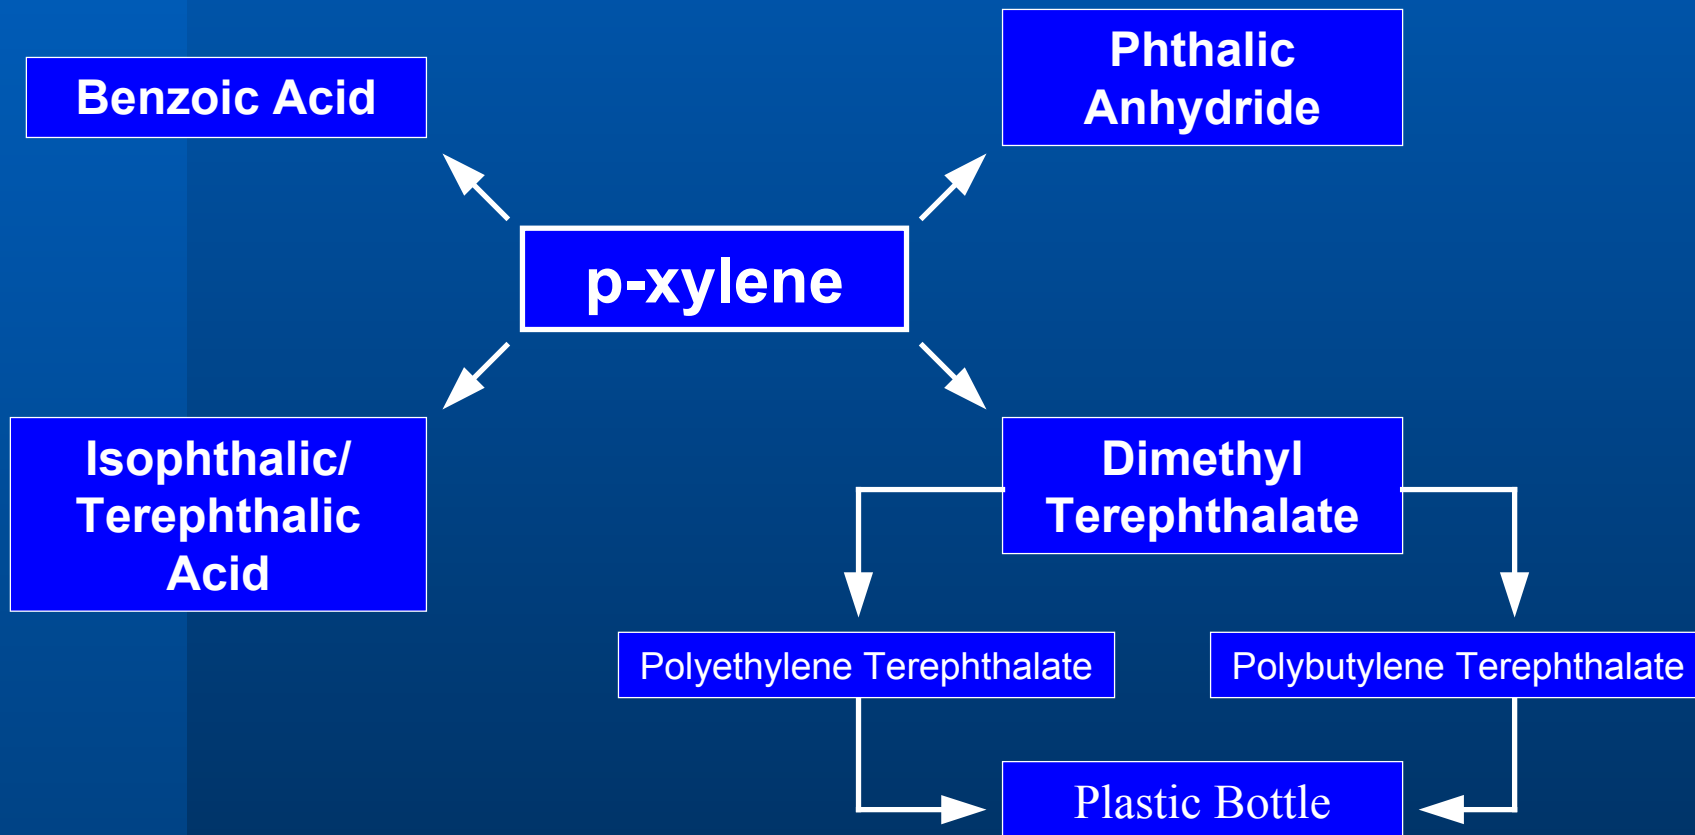 Benzoic Acid
Phthalic
Anhydride
p-xylene
Isophthalic/
Terephthalic
Acid
Dimethyl
Terephthalate
Polyethylene Terephthalate
Polybutylene Terephthalate
Plastic Bottle